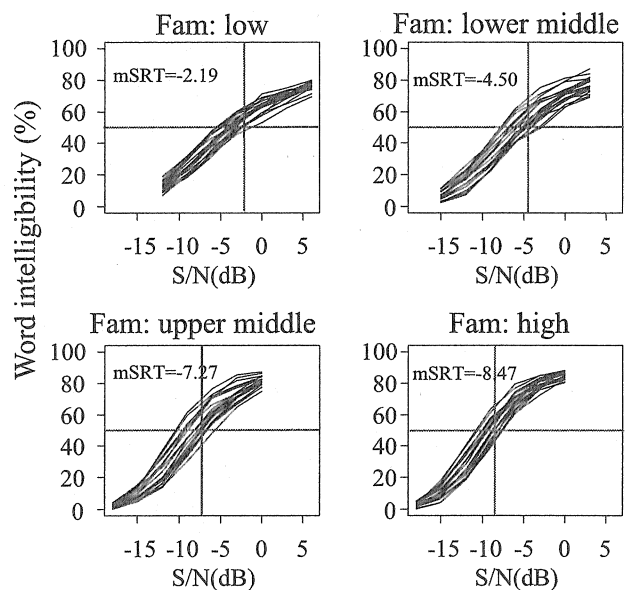 Fam: low
Fam: lower middle
Word intelligibility (%)
100
80
60
40
20
0
mSRT=-2.19
-15 -10 -5 0 5
S/N(dB)
100
80
60
40
20
0
mSRT=-4.50
-15 -10 -5 0 5
S/N(dB)
Fam: upper middle
Fam: high
100
80
60
40
20
0
mSRT=-7.27
-15 -10 -5 0 5
S/N(dB)
100
80
60
40
20
0
mSRT=-8.47
-15 -10 -5 0 5
S/N(dB)